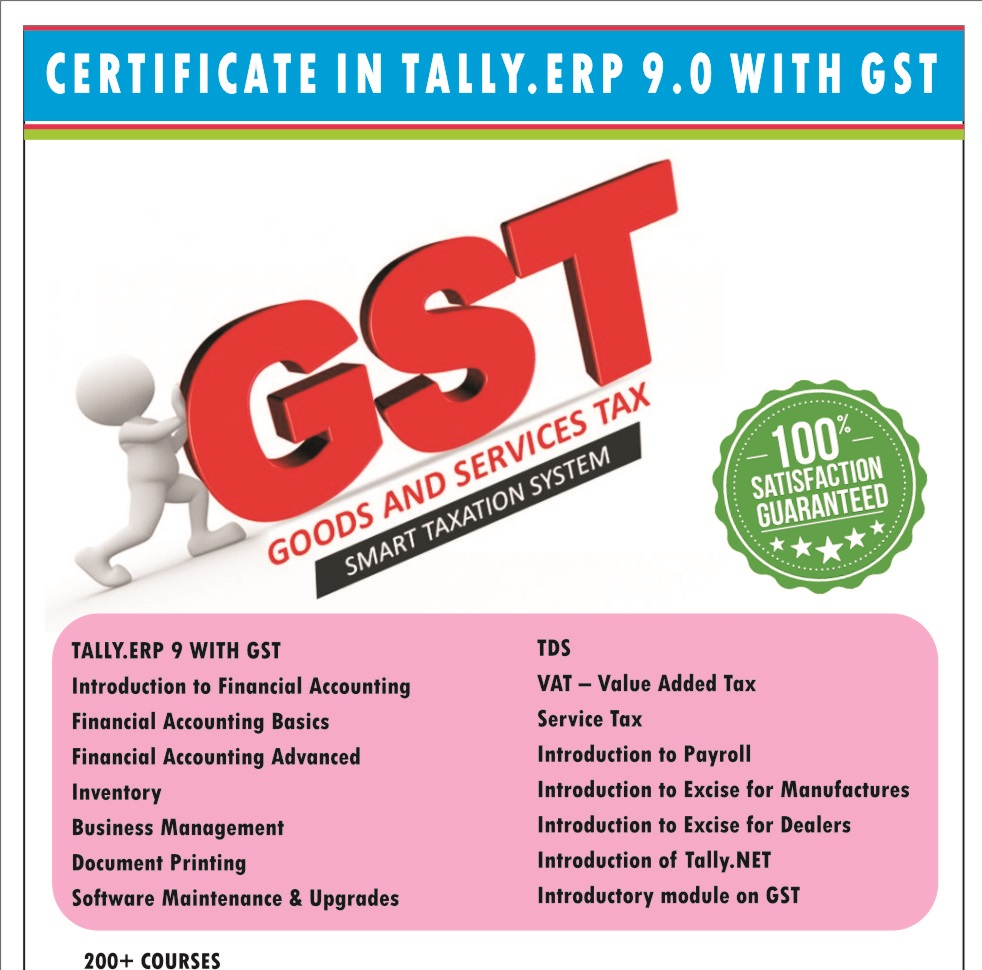 CERTIFICATE IN TALLY.ERP 9.0 WITH GST
GST
GOODS AND SERVICES TAX
SMART TAXATION SYSTEM
100%
SATISFACTION
GUARANTEED
TALLY.ERP 9 WITH GST
Introduction to Financial Accounting
Financial Accounting Basics
Financial Accounting Advanced
Inventory
Business Management
Document Printing
Software Maintenance & Upgrades
TDS
VAT – Value Added Tax
Service Tax
Introduction to Payroll
Introduction to Excise for Manufactures
Introduction to Excise for Dealers
Introduction of Tally.NET
Introductory module on GST
200+ COURSES